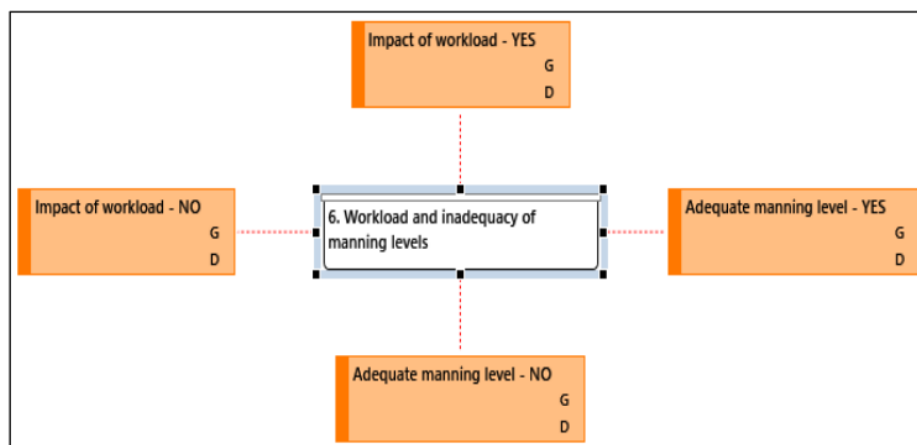 Impact of workload - YES
G
D
Impact of workload - NO
G
D
6. Workload and inadequacy of
manning levels
Adequate manning level - YES
G
D
Adequate manning level - NO
G
D